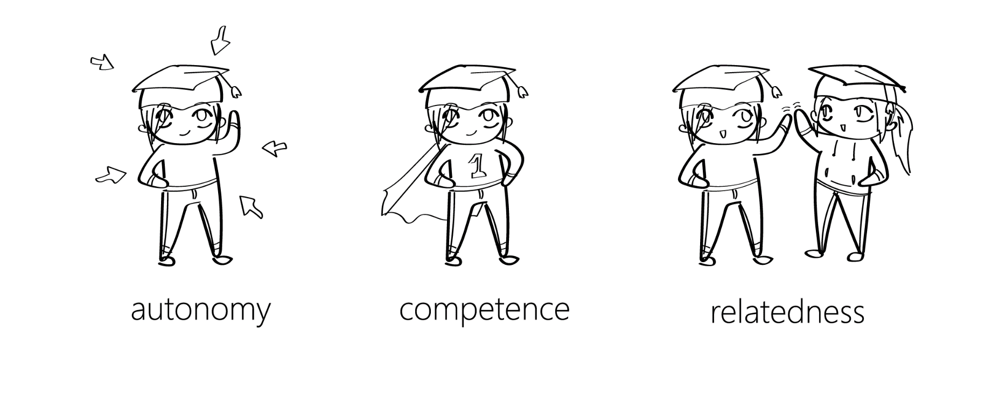 1
autonomy
competence
relatedness